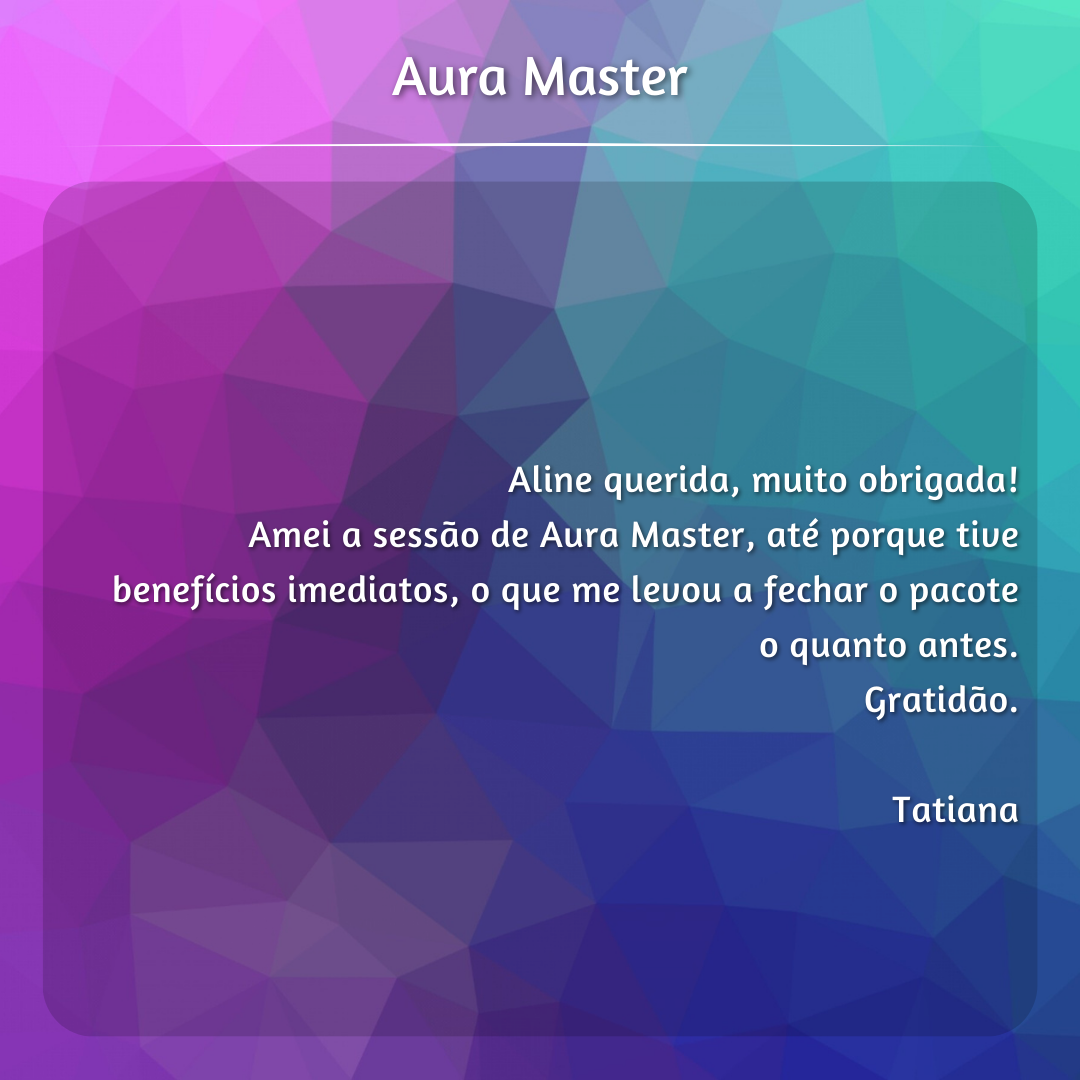 Aura Master
Aline querida, muito obrigada!
Amei a sessão de Aura Master, até porque tive
benefícios imediatos, o que me levou a fechar o pacote
o quanto antes.
Gratidão.
Tatiana